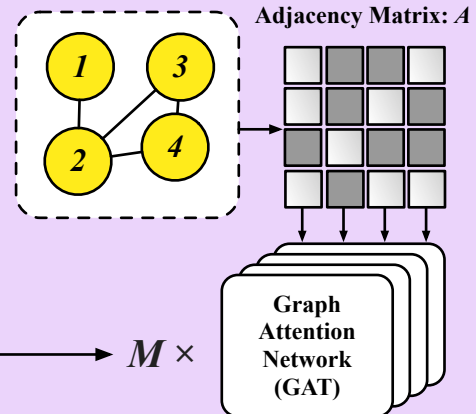 Adjacency Matrix: A
1
3
2
4
M ×
Graph
Attention
Network
(GAT)